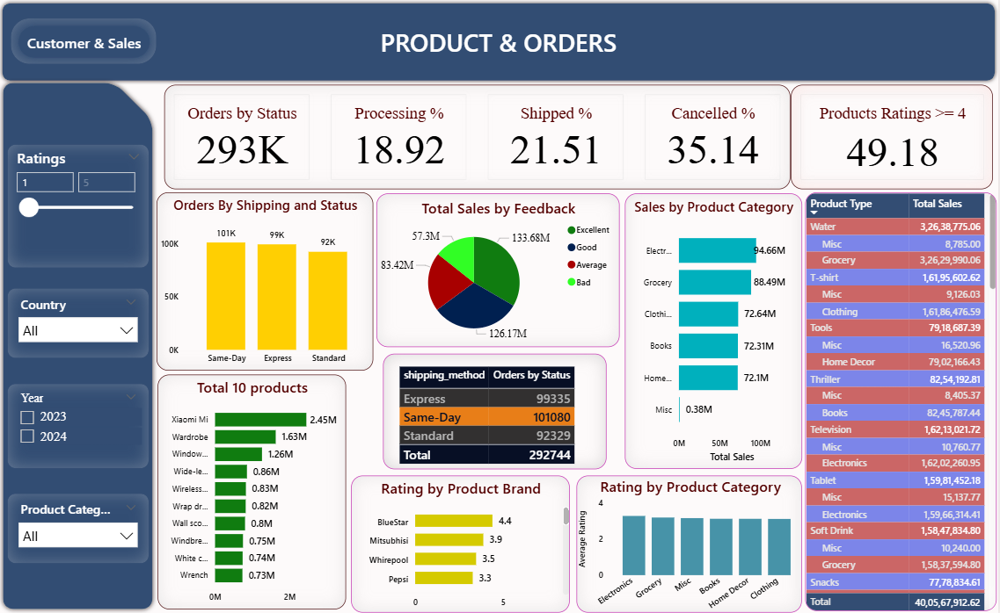 Customer & Sales
PRODUCT & ORDERS
Ratings
1
5
Country
All
Year
2023
2024
Product Categ...
All
Orders by Status
293K
Processing %
18.92
Shipped %
21.51
Cancelled %
35.14
Products Ratings >= 4
49.18
Orders By Shipping and Status
100K
50K
0K
101K
99K
92K
Same-Day Express Standard
Total Sales by Feedback
57.3M
133.68M
83.42M
126.17M
Excellent
Good
Average
Bad
Sales by Product Category
Electr... 94.66M
Grocery 88.49M
Clothi... 72.64M
Books 72.31M
Home... 72.1M
Misc 0.38M
0M 50M 100M
Total Sales
shipping_method Orders by Status
Express 99335
Same-Day 101080
Standard 92329
Total 292744
Total 10 products
Xiaomi Mi 2.45M
Wardrobe 1.63M
Window... 1.26M
Wide-le... 0.86M
Wireless... 0.83M
Wrap dr... 0.82M
Wall sco... 0.8M
Windbre... 0.75M
White c... 0.74M
Wrench 0.73M
0M 2M
Rating by Product Brand
BlueStar 4.4
Mitsubhisi 3.9
Whirepool 3.5
Pepsi 3.3
0 5
Rating by Product Category
Average Rating
4
2
0
Electronics Grocery Misc Books Home Decor Clothing
Product Type Total Sales
Water 3,26,38,775.06
Misc 8,785.00
Grocery 3,26,29,990.06
T-shirt 1,61,95,602.62
Misc 9,126.03
Clothing 1,61,86,476.59
Tools 79,18,687.39
Misc 16,520.96
Home Decor 79,02,166.43
Thriller 82,54,192.81
Misc 8,405.37
Books 82,45,787.44
Television 1,62,13,021.72
Misc 10,760.77
Electronics 1,62,02,260.95
Tablet 1,59,81,452.18
Misc 15,137.77
Electronics 1,59,66,314.41
Soft Drink 1,58,47,834.80
Misc 10,240.00
Grocery 1,58,37,594.80
Snacks 77,78,834.61
Total 40,05,67,912.62